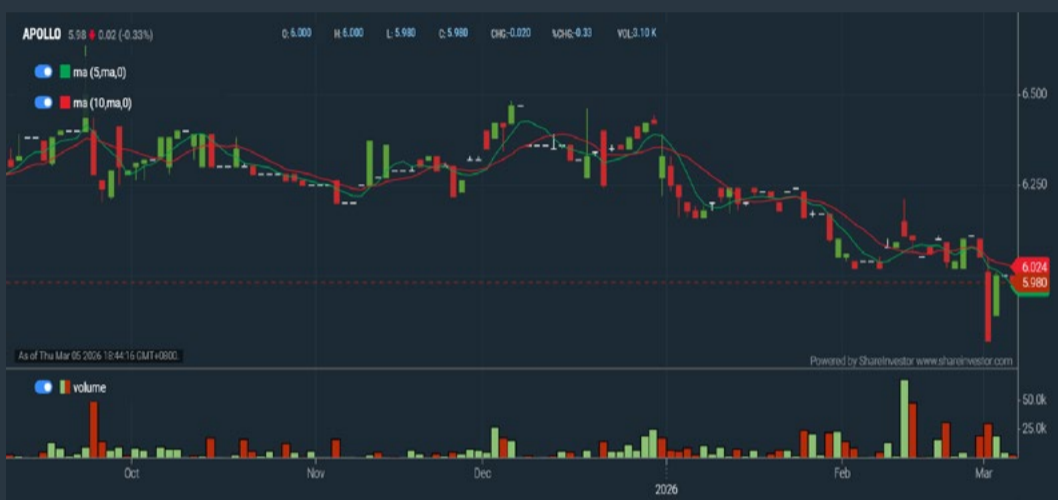 APOLLO 5.98 0.02 (-0.33%) O:6.000 H:6.000 L:5.980 C:5.980 CHG:-0.020 %CHG:-0.33 VOL:3.10 K
ma (5,ma,0)
ma (10,ma,0)
6.500
6.250
6.024
5.980
As of Thu Mar 05 2026 18:44:16 GMT+0800.
Powered by ShareInvestor www.shareinvestor.com
volume
50.0k
25.0k
Oct Nov Dec Feb Mar
2026